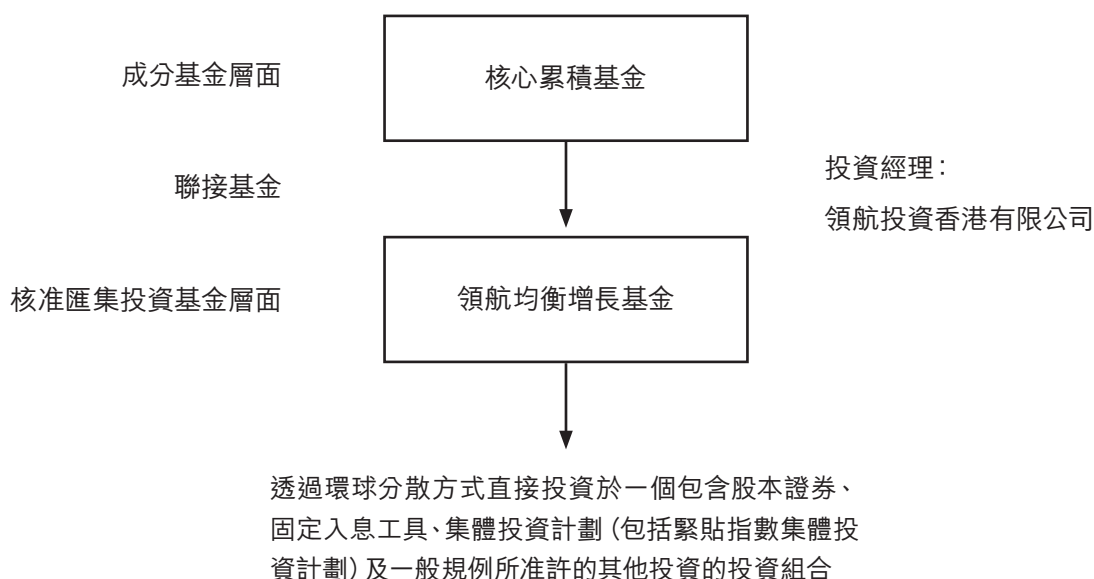 成分基金層面
核心累積基金
聯接基金
投資經理：
領航投資香港有限公司
核准匯集投資基金層面
領航均衡增長基金
透過環球分散方式直接投資於一個包含股本證券、
固定入息工具、集體投資計劃（包括緊貼指數集體投
資計劃）及一般規例所准許的其他投資的投資組合